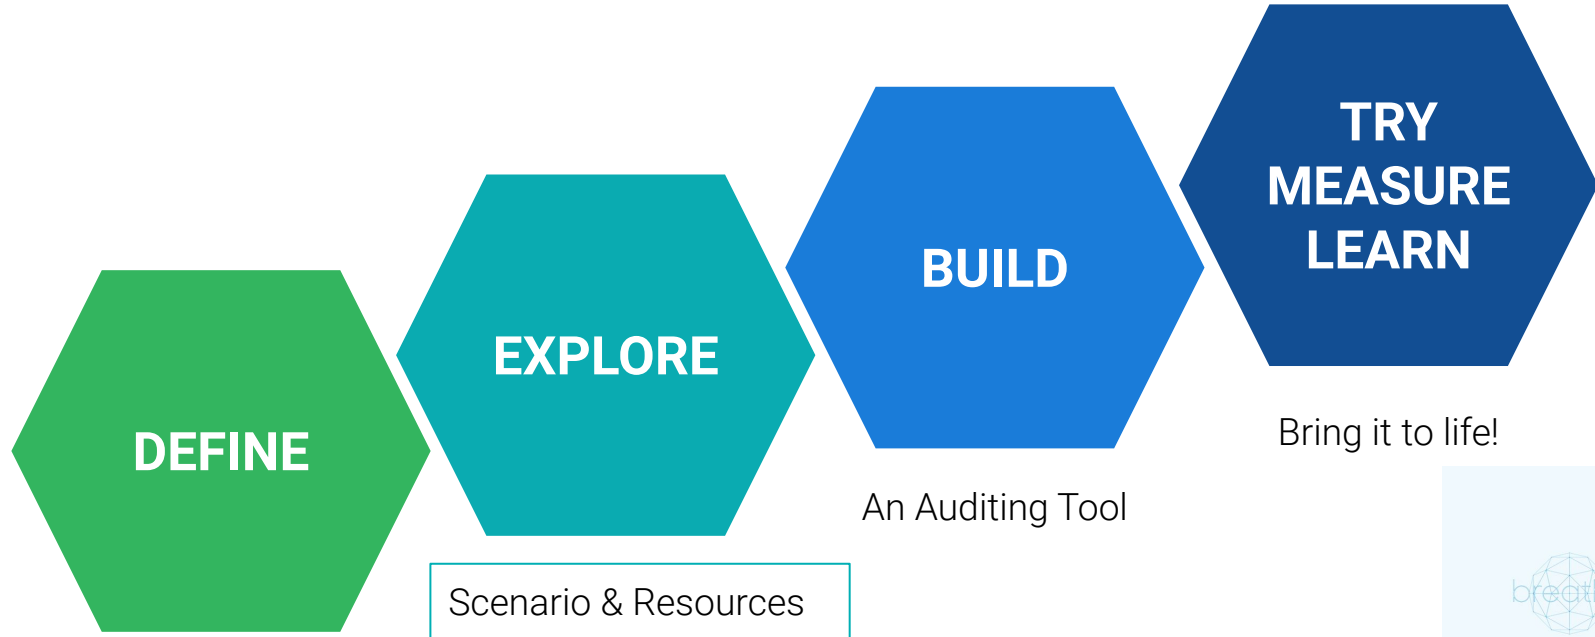 DEFINE
EXPLORE
Scenario & Resources
BUILD
An Auditing Tool
TRY
MEASURE
LEARN
Bring it to life!